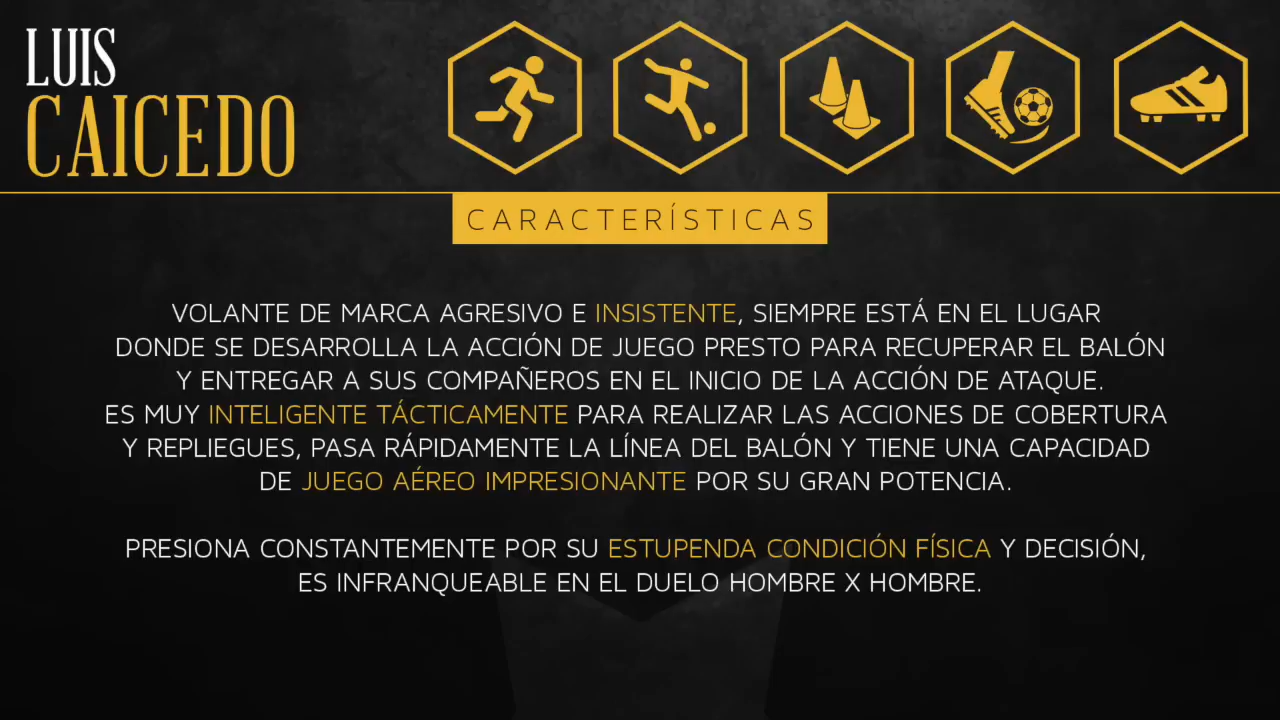 LUIS
CAICEDO
CARACTERÍSTICAS
VOLANTE DE MARCA AGRESIVO E INSISTENTE, SIEMPRE ESTÁ EN EL LUGAR
DONDE SE DESARROLLA LA ACCIÓN DE JUEGO PRESTO PARA RECUPERAR EL BALÓN
Y ENTREGAR A SUS COMPAÑEROS EN EL INICIO DE LA ACCIÓN DE ATAQUE.
ES MUY INTELIGENTE TÁCTICAMENTE PARA REALIZAR LAS ACCIONES DE COBERTURA
Y REPLIEGUES, PASA RÁPIDAMENTE LA LÍNEA DEL BALÓN Y TIENE UNA CAPACIDAD
DE JUEGO AÉREO IMPRESIONANTE POR SU GRAN POTENCIA.
PRESIONA CONSTANTEMENTE POR SU ESTUPENDA CONDICIÓN FÍSICA Y DECISIÓN,
ES INFRANQUEABLE EN EL DUELO HOMBRE X HOMBRE.